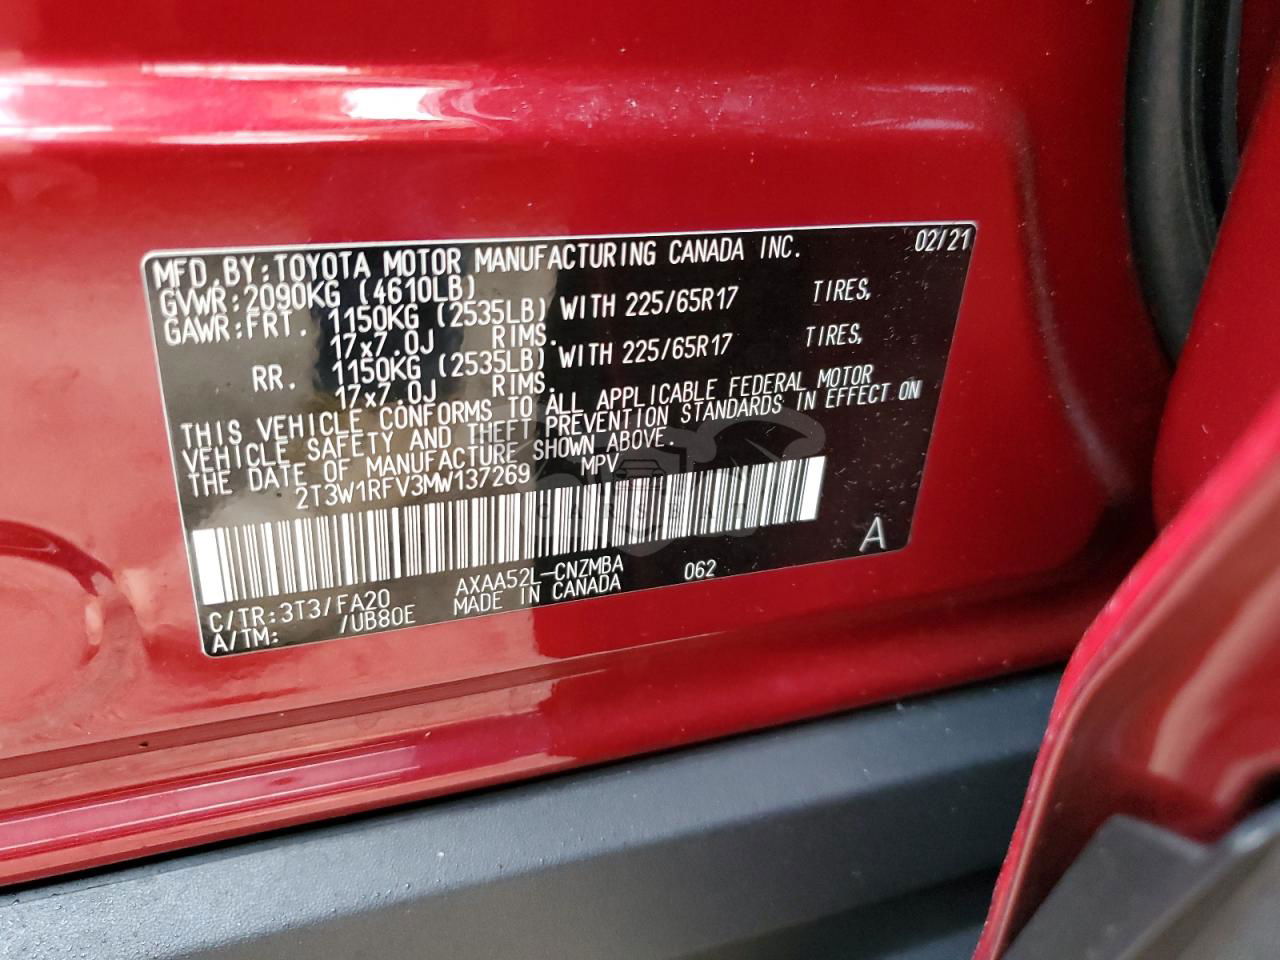 MFD.BY:TOYOTA MOTOR MANUFACTURING CANADA INC. 02/21
GVWR:2090KG (4610LB)
GAWR:FRT. 1150KG (2535LB) WITH 225/65R17 TIRES,
17x7.0J RIMS.
RR. 1150KG (2535LB) WITH 225/65R17 TIRES,
17x7.0J RIMS.
THIS VEHICLE CONFORMS TO ALL APPLICABLE FEDERAL MOTOR
VEHICLE SAFETY AND THEFT PREVENTION STANDARDS IN EFFECT ON
THE DATE OF MANUFACTURE SHOWN ABOVE.
2T3W1RFV3MW137269 MPV
A
C/TR:3T3/FA20 AXAA52L-CNZMBA 062
A/TM: /UB80E MADE IN CANADA